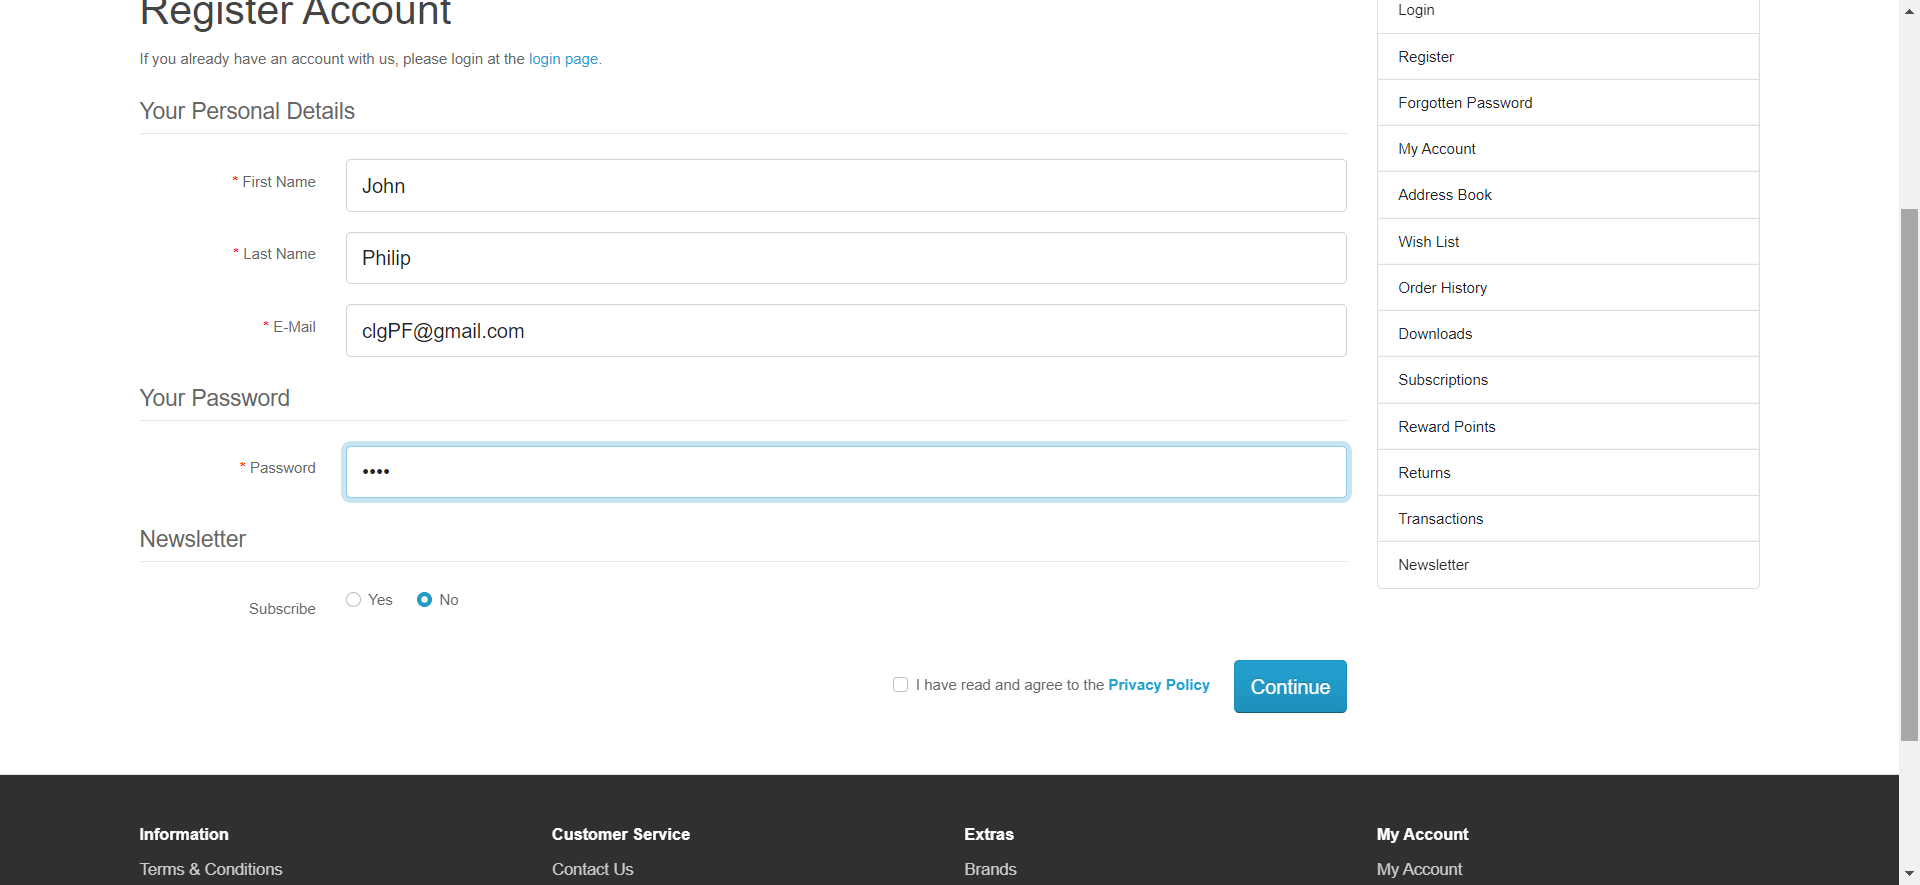 Register Account
If you already have an account with us, please login at the login page.
Your Personal Details
* First Name
John
* Last Name
Philip
* E-Mail
clgPF@gmail.com
Your Password
* Password
••••
Newsletter
Subscribe
Yes
No
I have read and agree to the Privacy Policy
Continue
Login
Register
Forgotten Password
My Account
Address Book
Wish List
Order History
Downloads
Subscriptions
Reward Points
Returns
Transactions
Newsletter
Information
Terms & Conditions
Customer Service
Contact Us
Extras
Brands
My Account
My Account